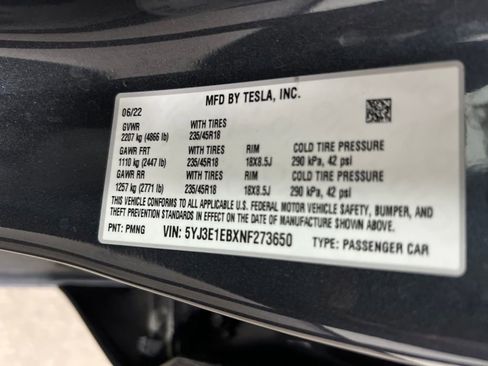 MFD BY TESLA, INC.
06/22
GVWR WITH TIRES
2207 kg (4866 lb) 235/45R18
GAWR FRT WITH TIRES RIM COLD TIRE PRESSURE
1110 kg (2447 lb) 235/45R18 18X8.5J 290 kPa, 42 psi
GAWR RR WITH TIRES RIM COLD TIRE PRESSURE
1257 kg (2771 lb) 235/45R18 18X8.5J 290 kPa, 42 psi
THIS VEHICLE CONFORMS TO ALL APPLICABLE U.S. FEDERAL MOTOR VEHICLE SAFETY, BUMPER, AND
THEFT PREVENTION STANDARDS IN EFFECT ON THE DATE OF MANUFACTURE SHOWN ABOVE.
PNT: PMNG VIN: 5YJ3E1EBXNF273650 TYPE: PASSENGER CAR